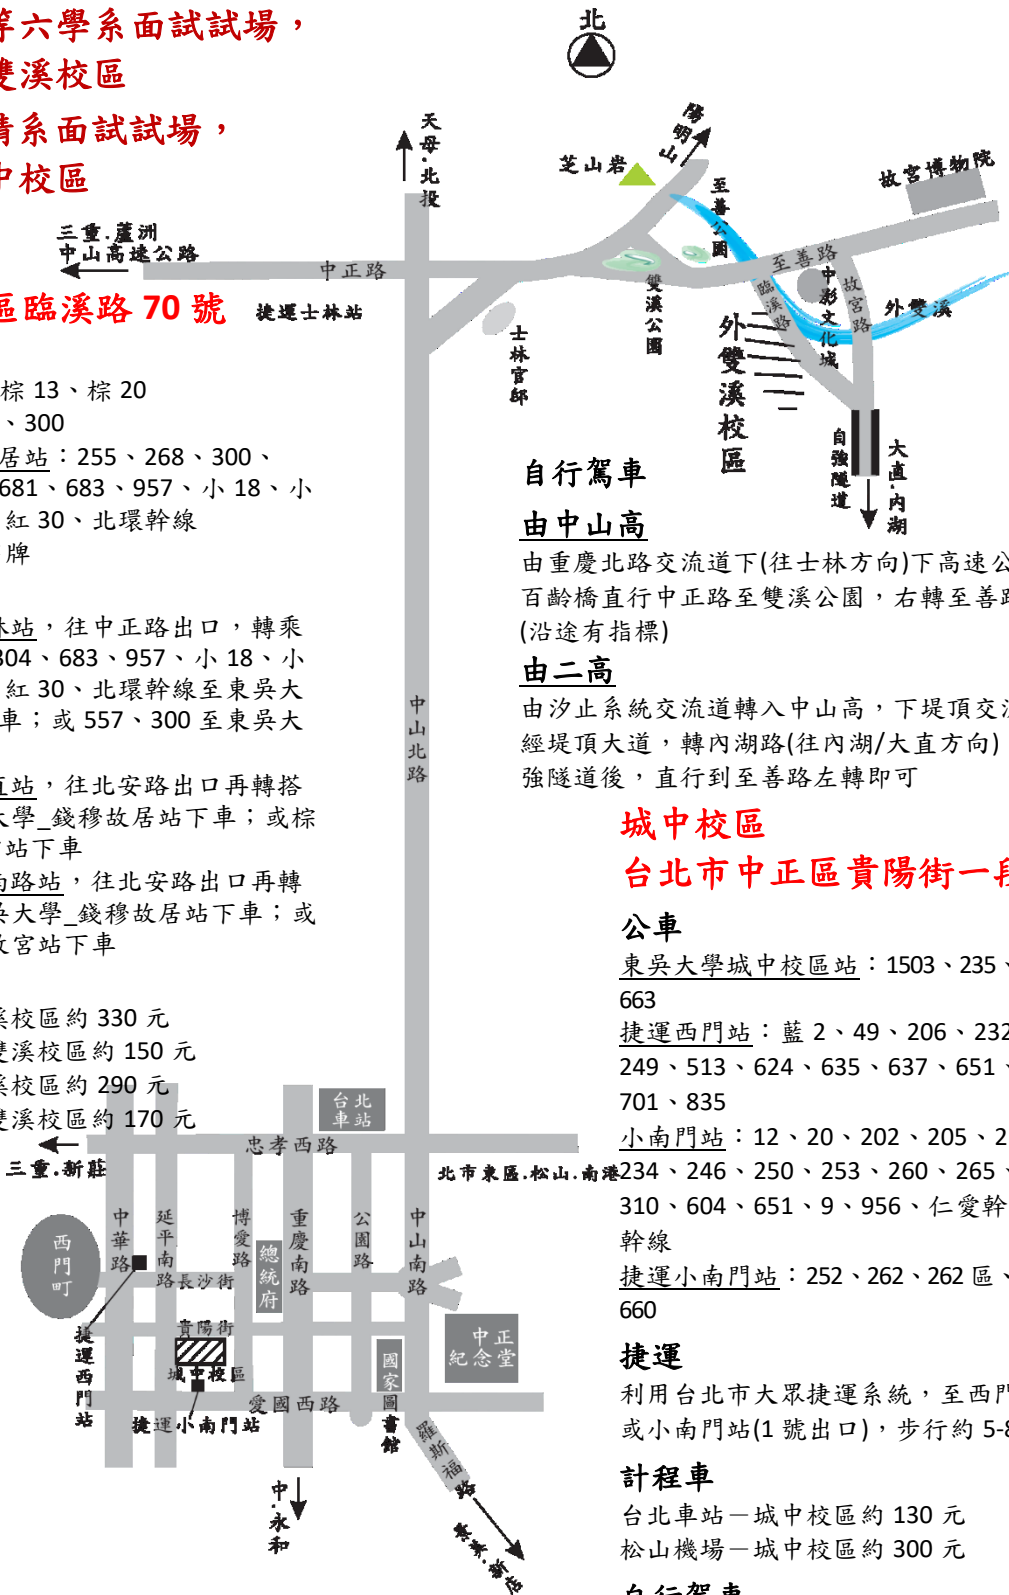 等六學系面試試場，
雙溪校區
系面試試場，
中校區
北
天母.北投
陽明山
芝山岩
至善公園
故宮博物院
三重.蘆洲
中山高速公路
中正路
至善路
區臨溪路 70 號
捷運士林站
士林官邸
雙溪公園
臨溪路
中影文化城
故宮路
外雙溪
外雙溪校區
自強隧道
大直.內湖
棕 13、棕 20
、300
居站：255、268、300、
681、683、957、小 18、小
紅 30、北環幹線
牌
林站，往中正路出口，轉乘
304、683、957、小 18、小
紅 30、北環幹線至東吳大
車；或 557、300 至東吳大
直站，往北安路出口再轉搭
大學_錢穆故居站下車；或棕
站下車
南路站，往北安路出口再轉
吳大學_錢穆故居站下車；或
故宮站下車
溪校區約 330 元
雙溪校區約 150 元
溪校區約 290 元
雙溪校區約 170 元
自行駕車
由中山高
由重慶北路交流道下(往士林方向)下高速公
百齡橋直行中正路至雙溪公園，右轉至善路
(沿途有指標)
由二高
由汐止系統交流道轉入中山高，下堤頂交流
經堤頂大道，轉內湖路(往內湖/大直方向)
強隧道後，直行到至善路左轉即可
中山北路
城中校區
台北市中正區貴陽街一段
公車
東吳大學城中校區站：1503、235、
663
捷運西門站：藍 2、49、206、232
249、513、624、635、637、651、
701、835
小南門站：12、20、202、205、2
234、246、250、253、260、265、
310、604、651、9、956、仁愛幹
幹線
捷運小南門站：252、262、262 區、
660
捷運
利用台北市大眾捷運系統，至西門
或小南門站(1 號出口)，步行約 5-8
計程車
台北車站－城中校區約 130 元
松山機場－城中校區約 300 元
自行駕車
台北車站
忠孝西路
三重.新莊
北市東區.松山.南港
西門町
中華路
延平南路
博愛路
總統府
重慶南路
公園路
中山南路
長沙街
貴陽街
城中校區
中正紀念堂
國家圖書館
捷運西門站
愛國西路
捷運小南門站
羅斯福路
中.永和
景美.新店